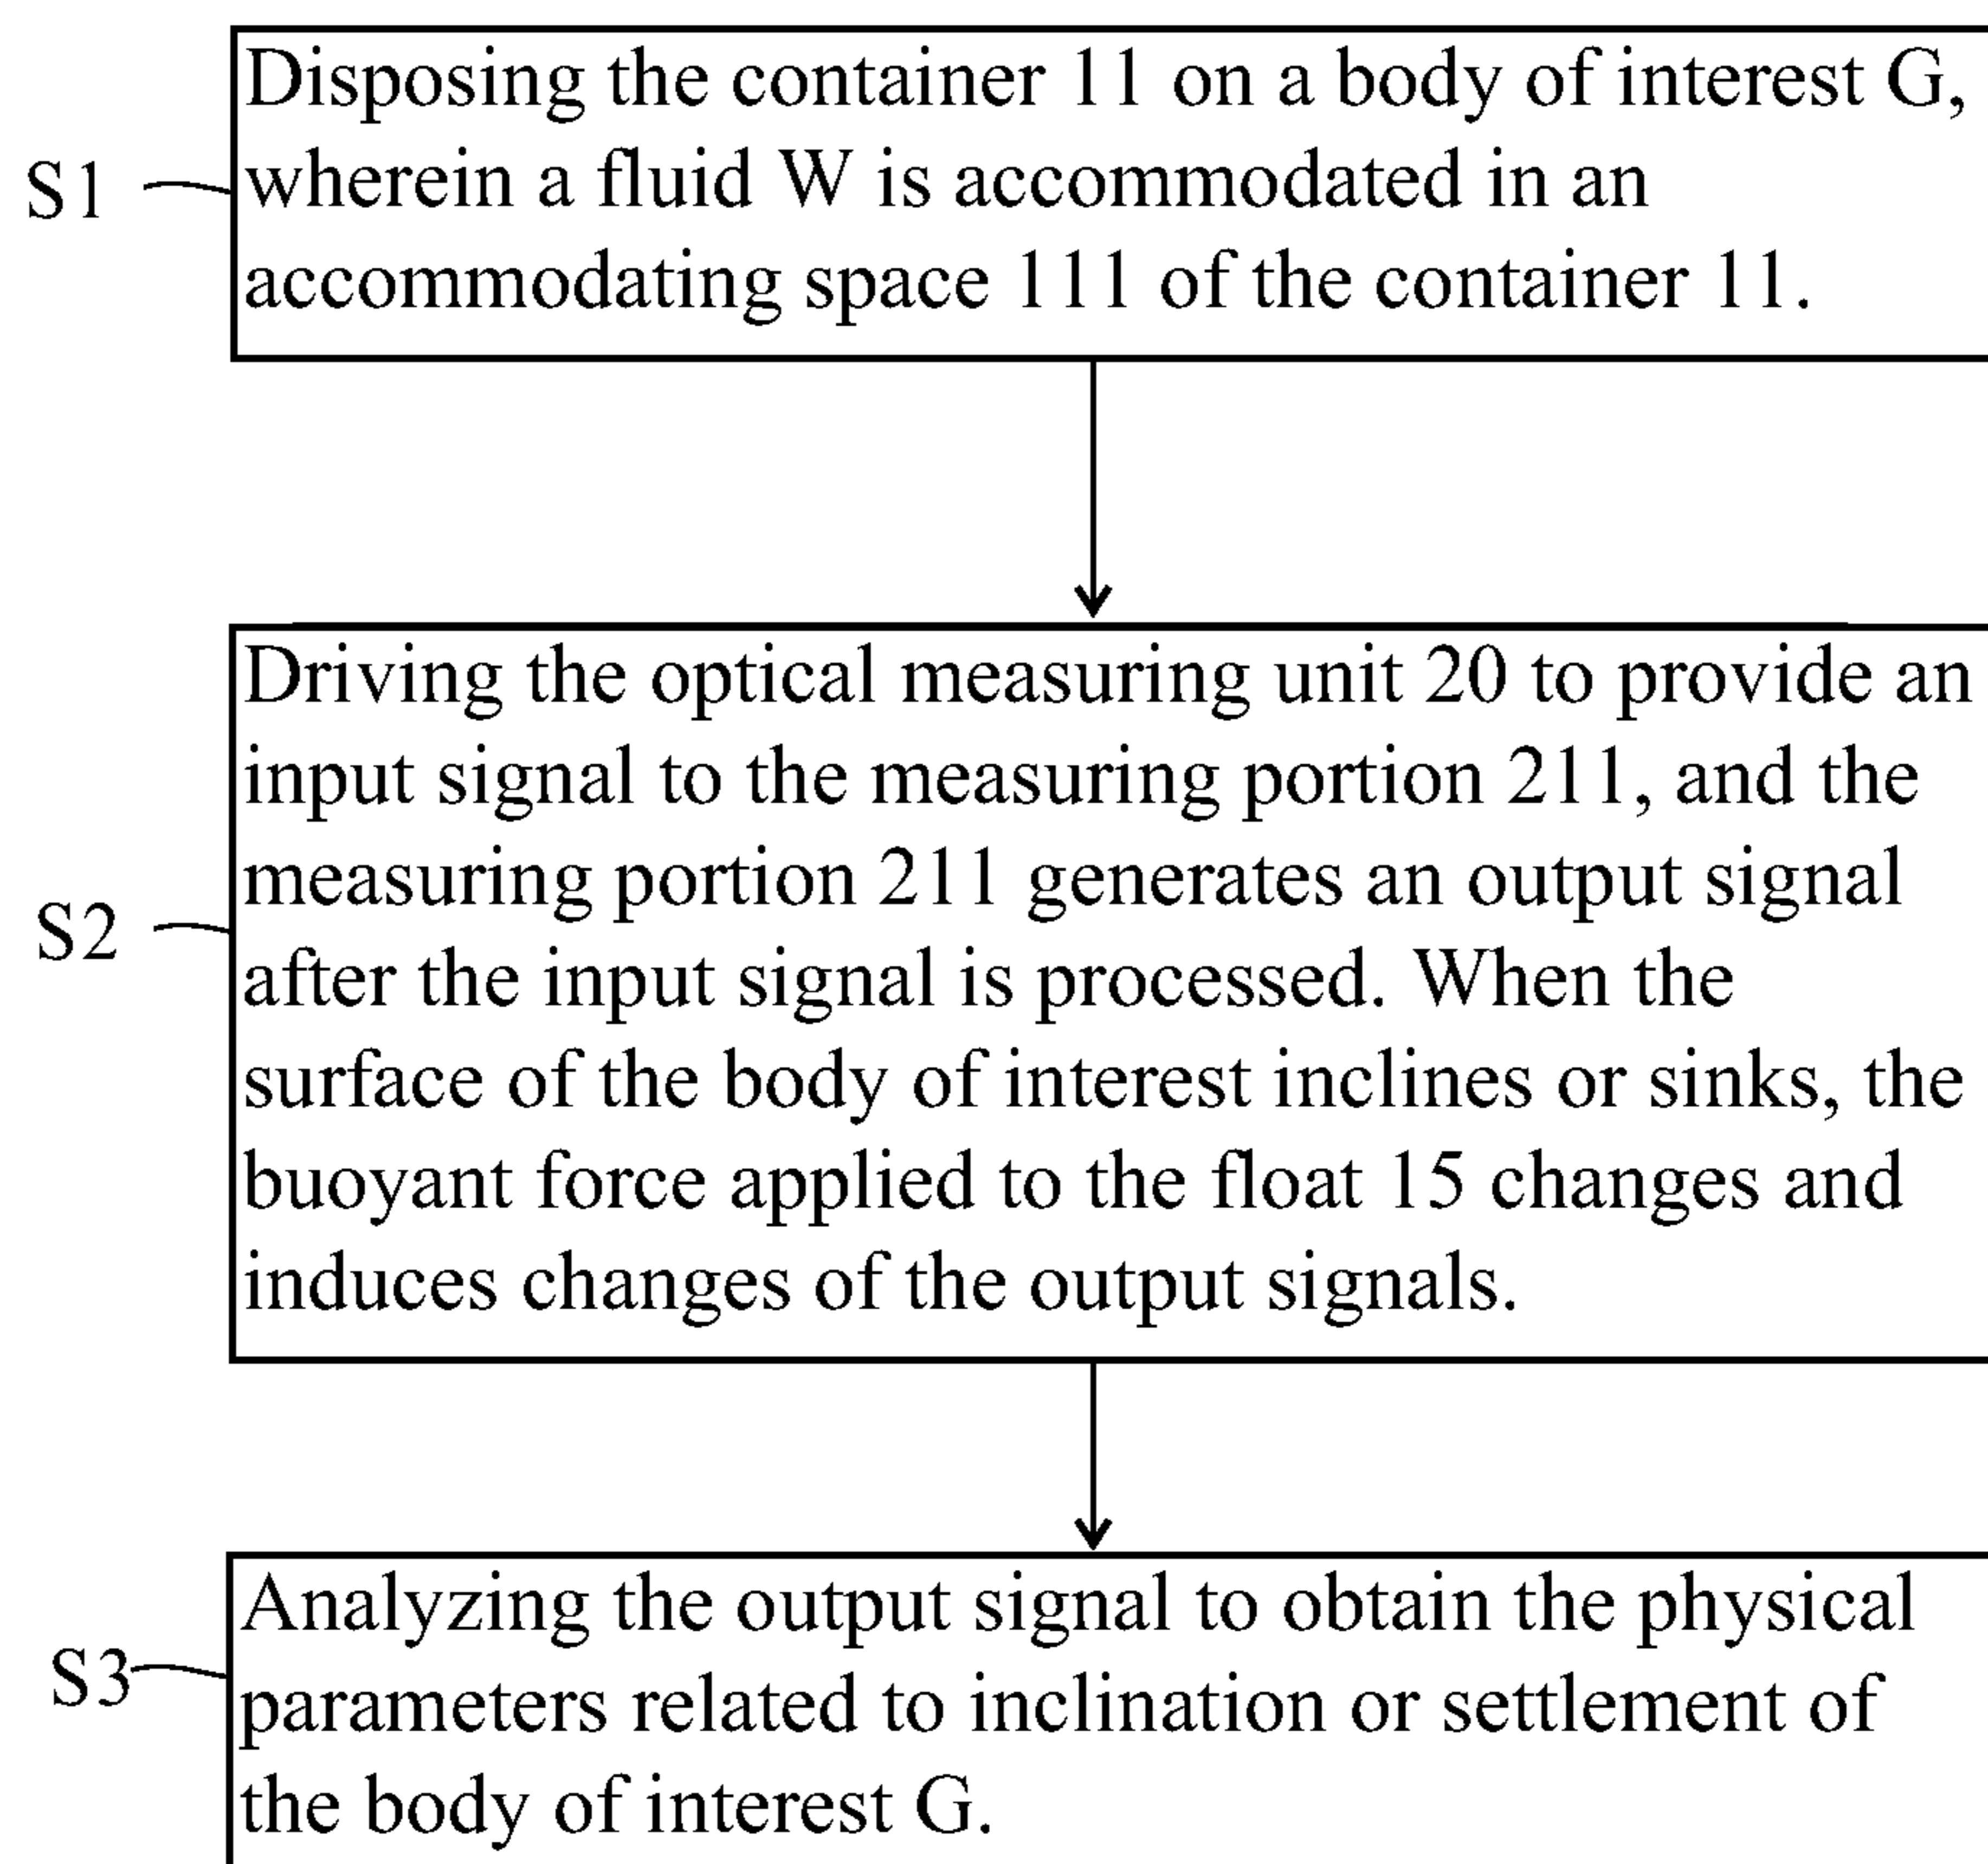 Disposing the container 11 on a body of interest G,
S1
wherein a fluid W is accommodated in an
accommodating space 111 of the container 11.
Driving the optical measuring unit 20 to provide an
input signal to the measuring portion 211, and the
measuring portion 211 generates an output signal
S2
after the input signal is processed. When the
surface of the body of interest inclines or sinks, the
buoyant force applied to the float 15 changes and
induces changes of the output signals.
Analyzing the output signal to obtain the physical
S3
parameters related to inclination or settlement of
the body of interest G.